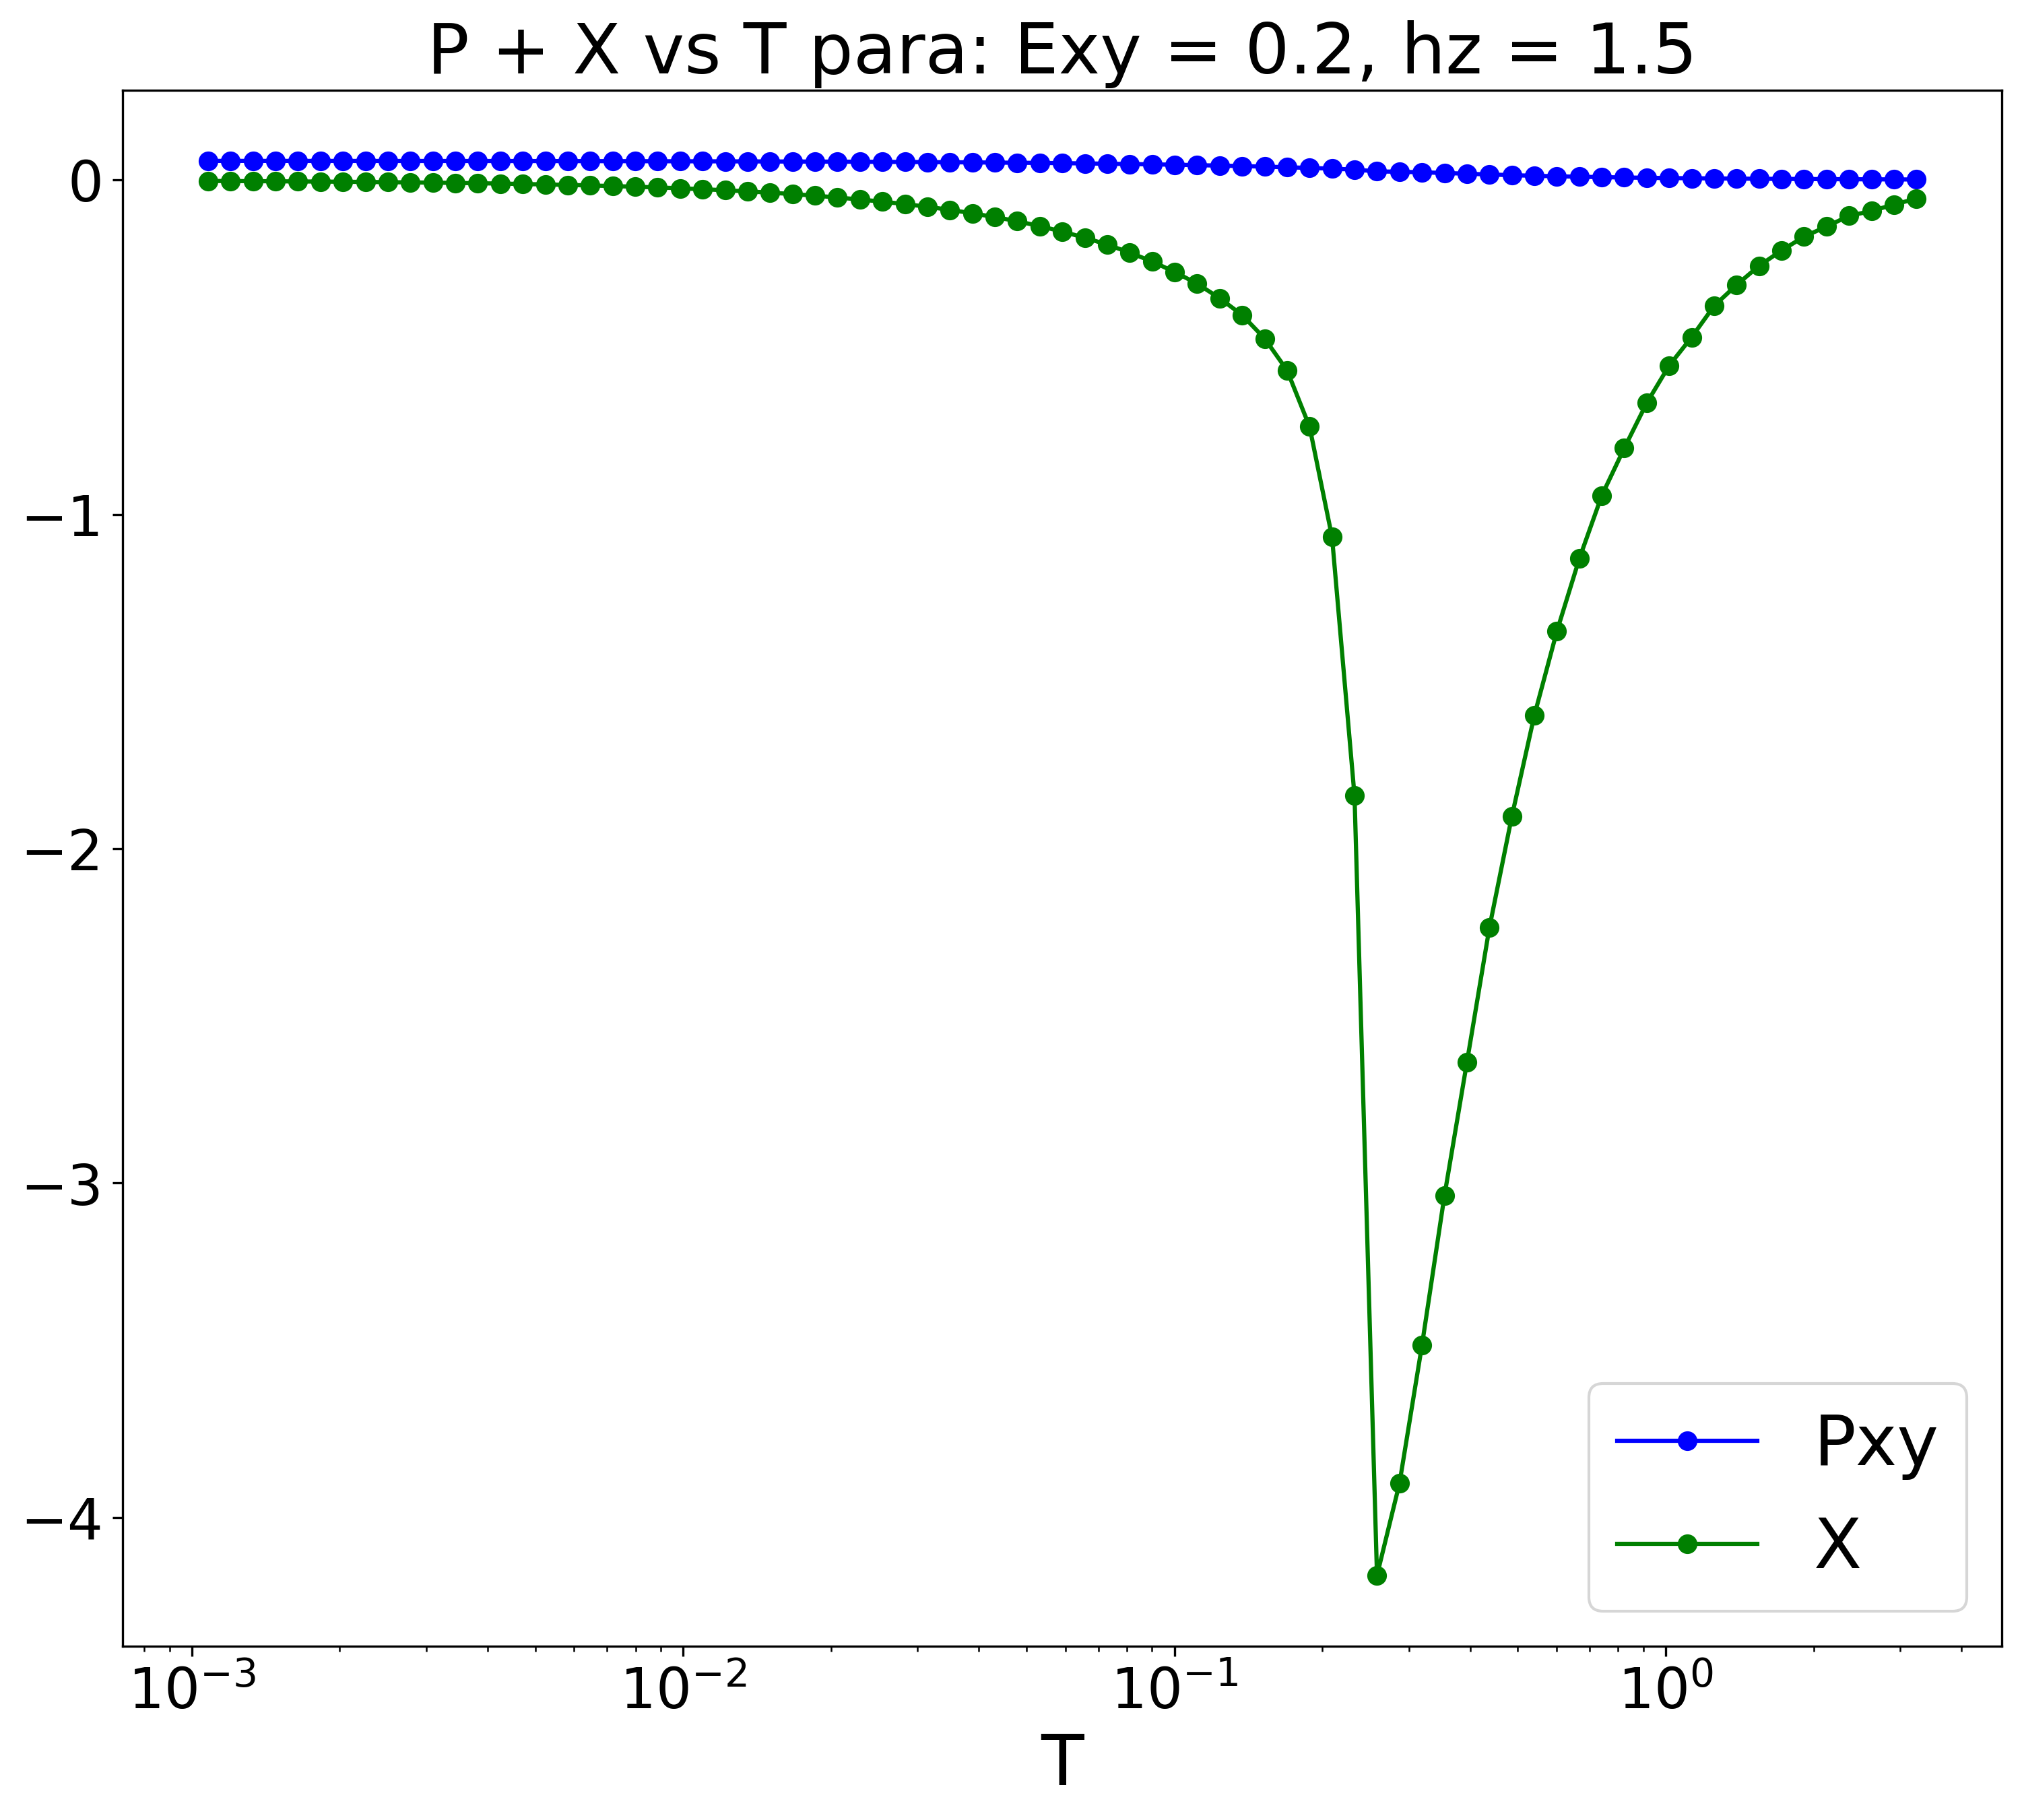 P + X vs T para: Exy = 0.2, hz = 1.5
0
−1
−2
−3
−4
Pxy
X
10⁻³ 10⁻² 10⁻¹ 10⁰
T